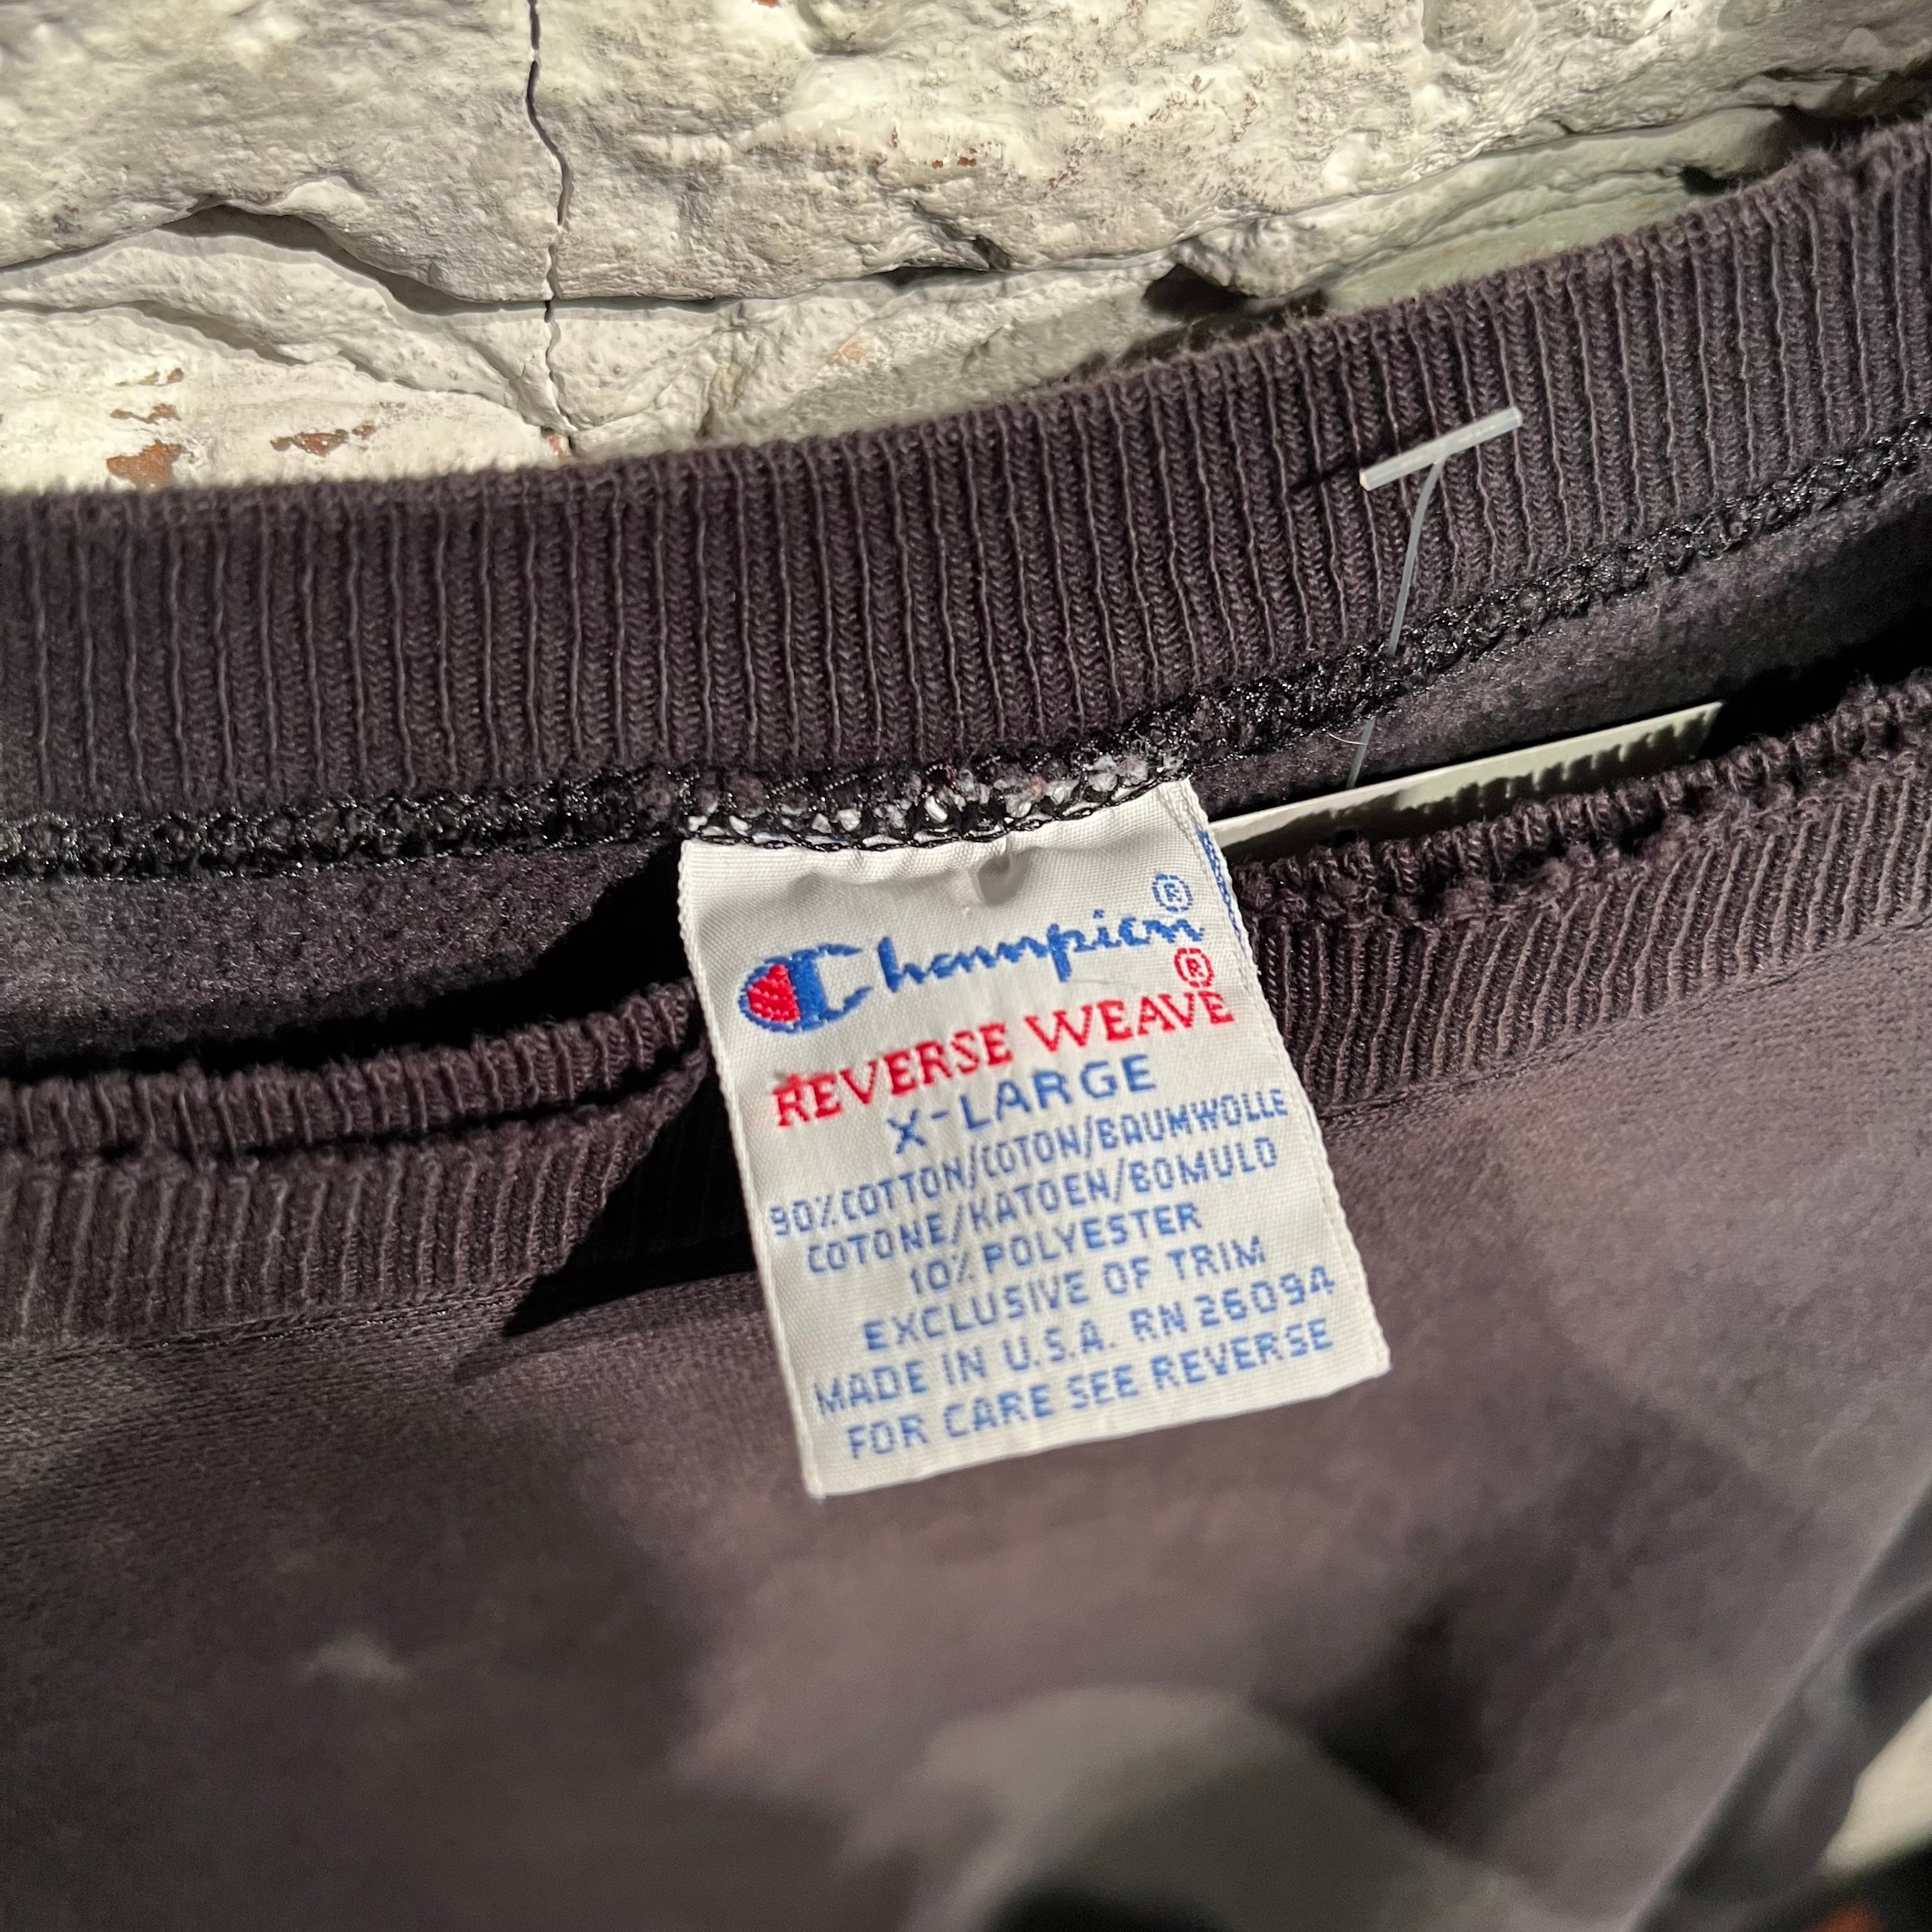 Champion®
REVERSE WEAVE®
X-LARGE
90% COTTON/COTON/BAUMWOLLE
COTONE/KATOEN/BOMULD
10% POLYESTER
EXCLUSIVE OF TRIM
MADE IN U.S.A. RN 26094
FOR CARE SEE REVERSE